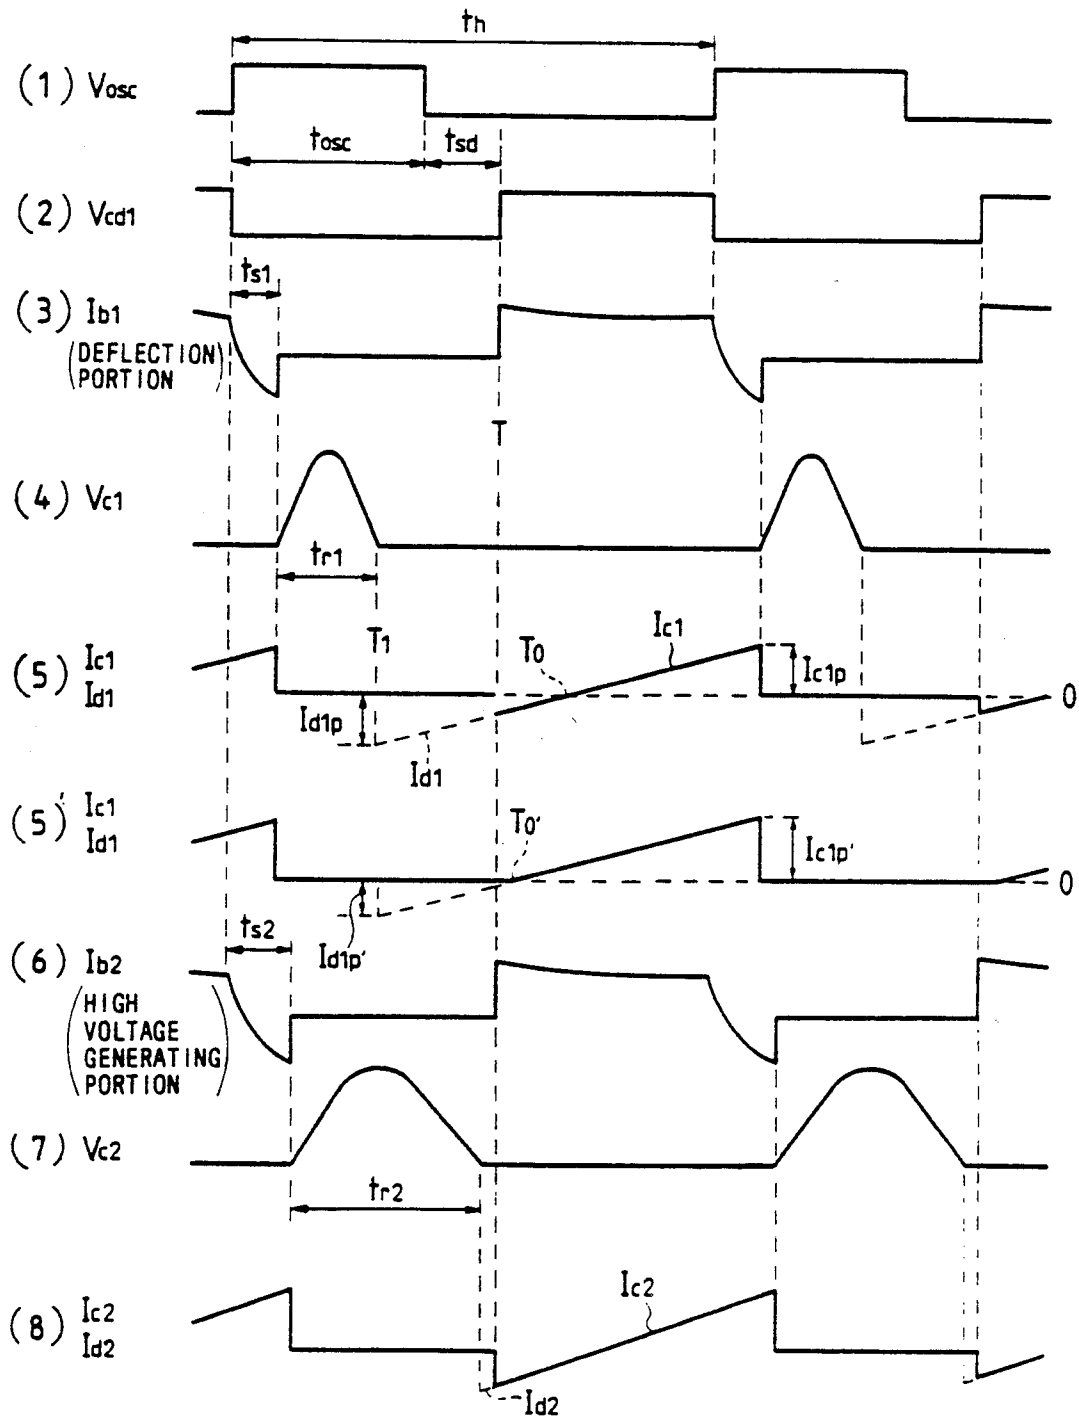 th
(1) Vosc
tosc
tsd
(2) Vcd1
ts1
(3) Ib1
(DEFLECTION
PORTION)
T
(4) Vc1
tr1
T1
(5) Ic1
Id1
T0
Ic1
Ic1p
0
Id1p
Id1
(5)' Ic1
Id1
T0'
Ic1p'
0
Id1p'
ts2
(6) Ib2
(HIGH
VOLTAGE
GENERATING
PORTION)
(7) Vc2
tr2
(8) Ic2
Id2
Ic2
Id2